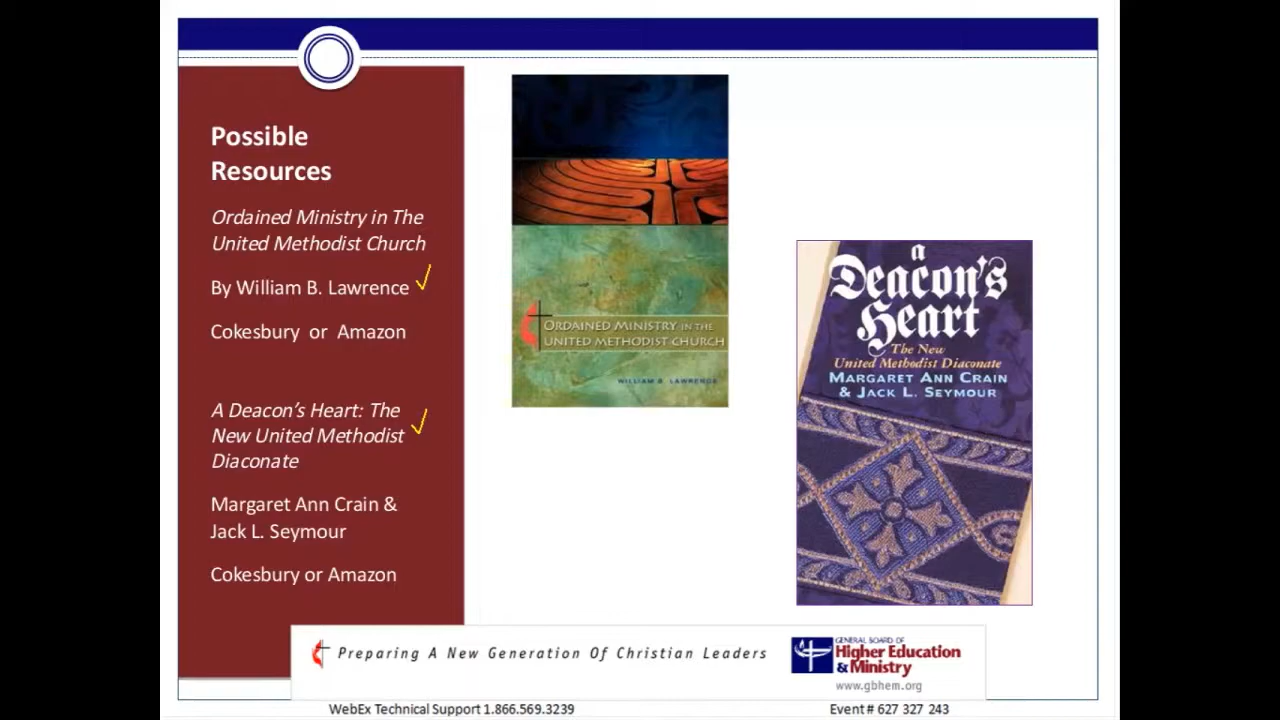 Possible
Resources
Ordained Ministry in The
United Methodist Church
By William B. Lawrence
Cokesbury or Amazon
A Deacon's Heart: The
New United Methodist
Diaconate
Margaret Ann Crain &
Jack L. Seymour
Cokesbury or Amazon
ORDAINED MINISTRY IN THE
UNITED METHODIST CHURCH
WILLIAM B. LAWRENCE
a
Deacon's
Heart
The New
United Methodist Diaconate
MARGARET ANN CRAIN
& JACK L. SEYMOUR
Preparing A New Generation Of Christian Leaders
GENERAL BOARD OF
Higher Education
&Ministry
www.gbhem.org
WebEx Technical Support 1.866.569.3239
Event # 627 327 243